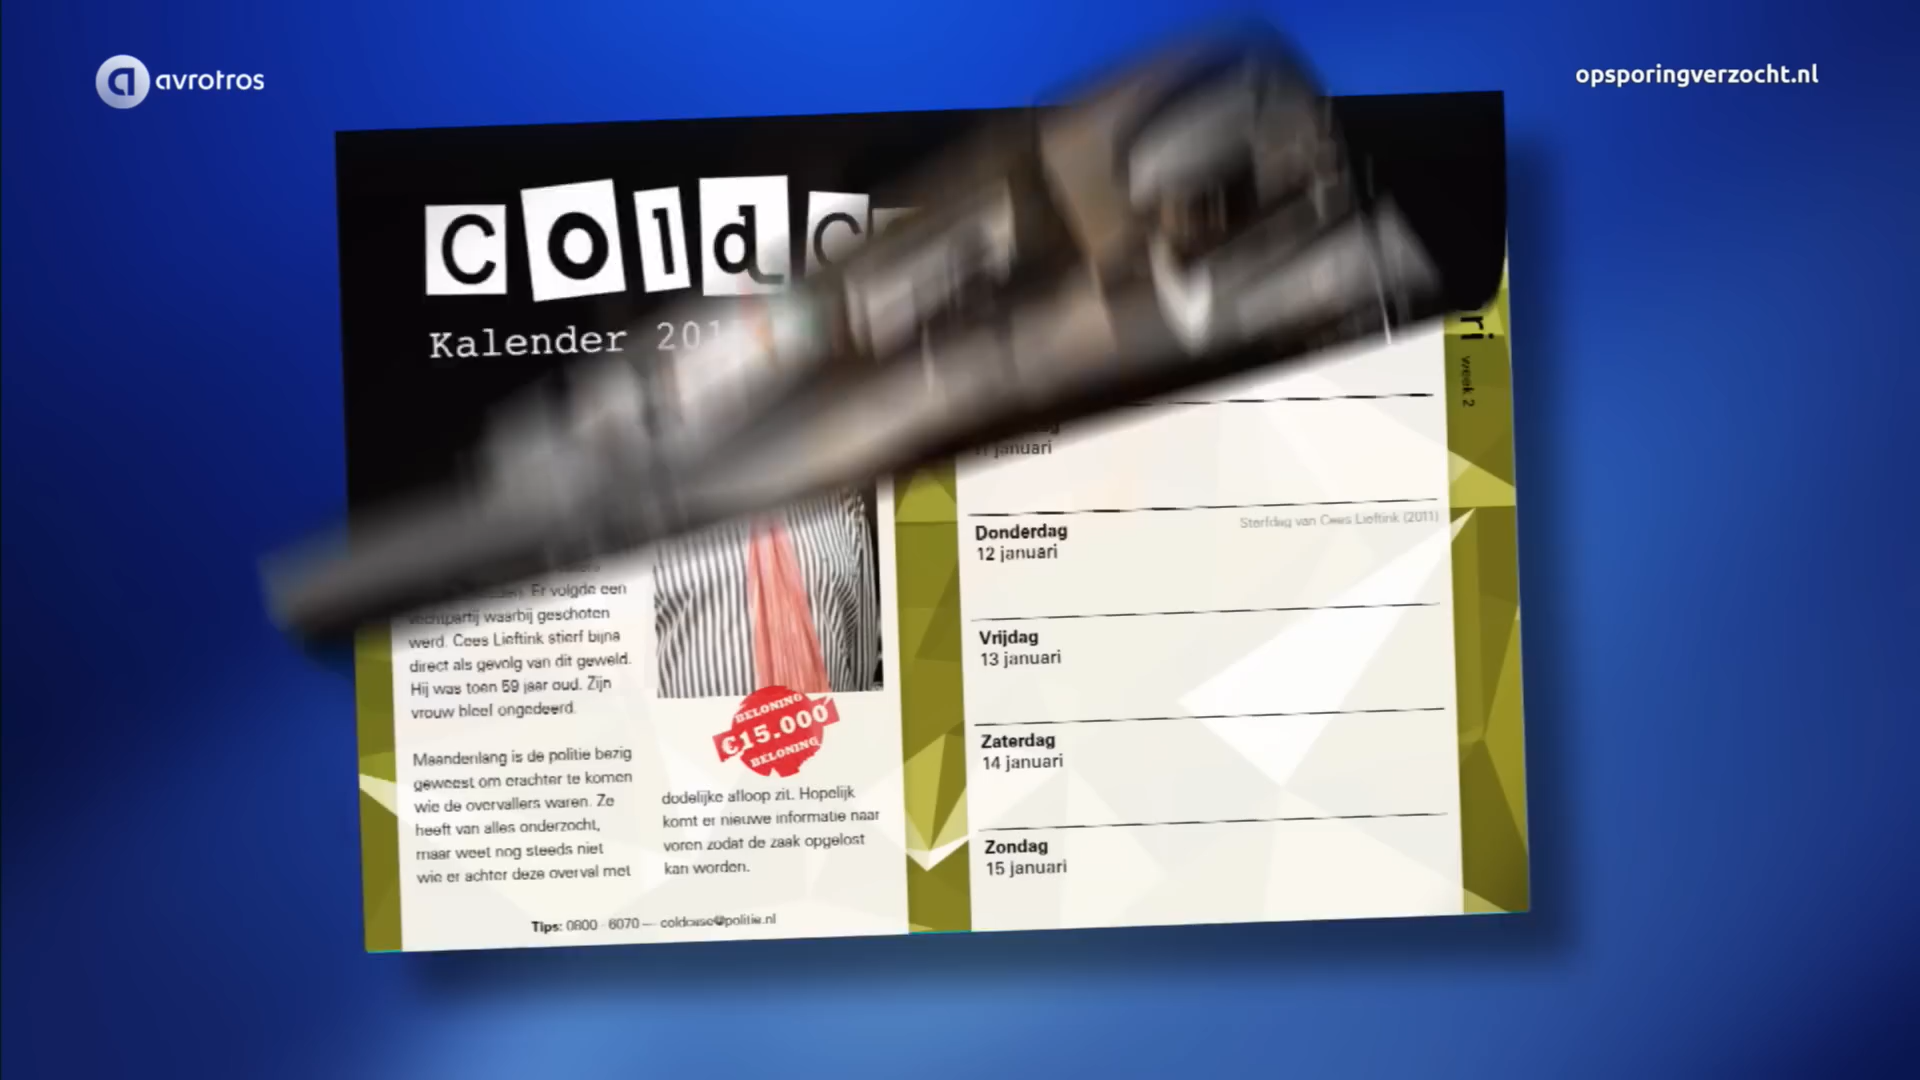 avrotros
opsporingverzocht.nl
Cold C
Kalender 201
ri week 2
januari
Donderdag
12 januari
Sterfdag van Cees Lieftink (2011)
Vrijdag
13 januari
Zaterdag
14 januari
Zondag
15 januari
Er volgde een
vechtpartij waarbij geschoten
werd. Cees Lieftink stierf bijna
direct als gevolg van dit geweld.
Hij was toen 59 jaar oud. Zijn
vrouw bleef ongedeerd.
Maandenlang is de politie bezig
geweest om erachter te komen
wie de overvallers waren. Ze
heeft van alles onderzocht,
maar weet nog steeds niet
wie er achter deze overval met
BELONING
€15.000
BELONING
dodelijke afloop zit. Hopelijk
komt er nieuwe informatie naar
voren zodat de zaak opgelost
kan worden.
Tips: 0800 - 6070 — coldcase@politie.nl